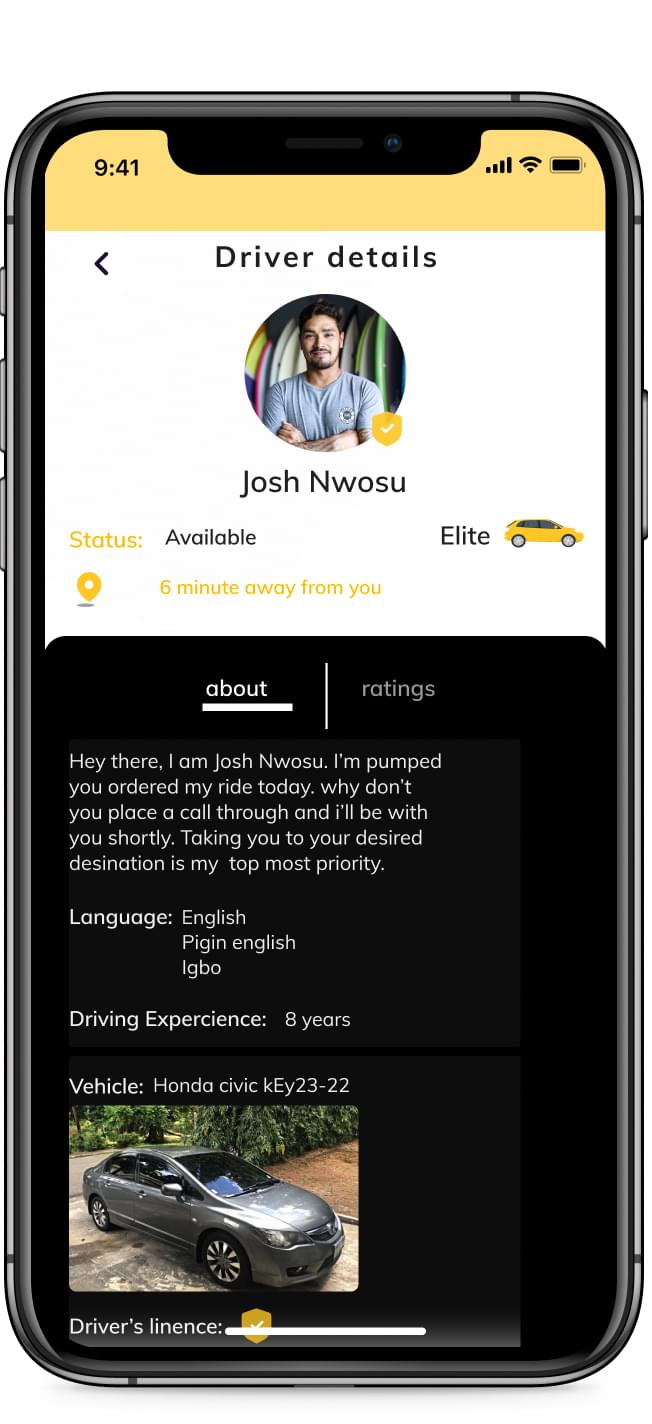 9:41
Driver details
Josh Nwosu
Status: Available
Elite
6 minute away from you
about
ratings
Hey there, I am Josh Nwosu. I’m pumped
you ordered my ride today. why don’t
you place a call through and i’ll be with
you shortly. Taking you to your desired
desination is my  top most priority.
Language: English
Pigin english
Igbo
Driving Expercience: 8 years
Vehicle: Honda civic kEy23-22
Driver’s linence: